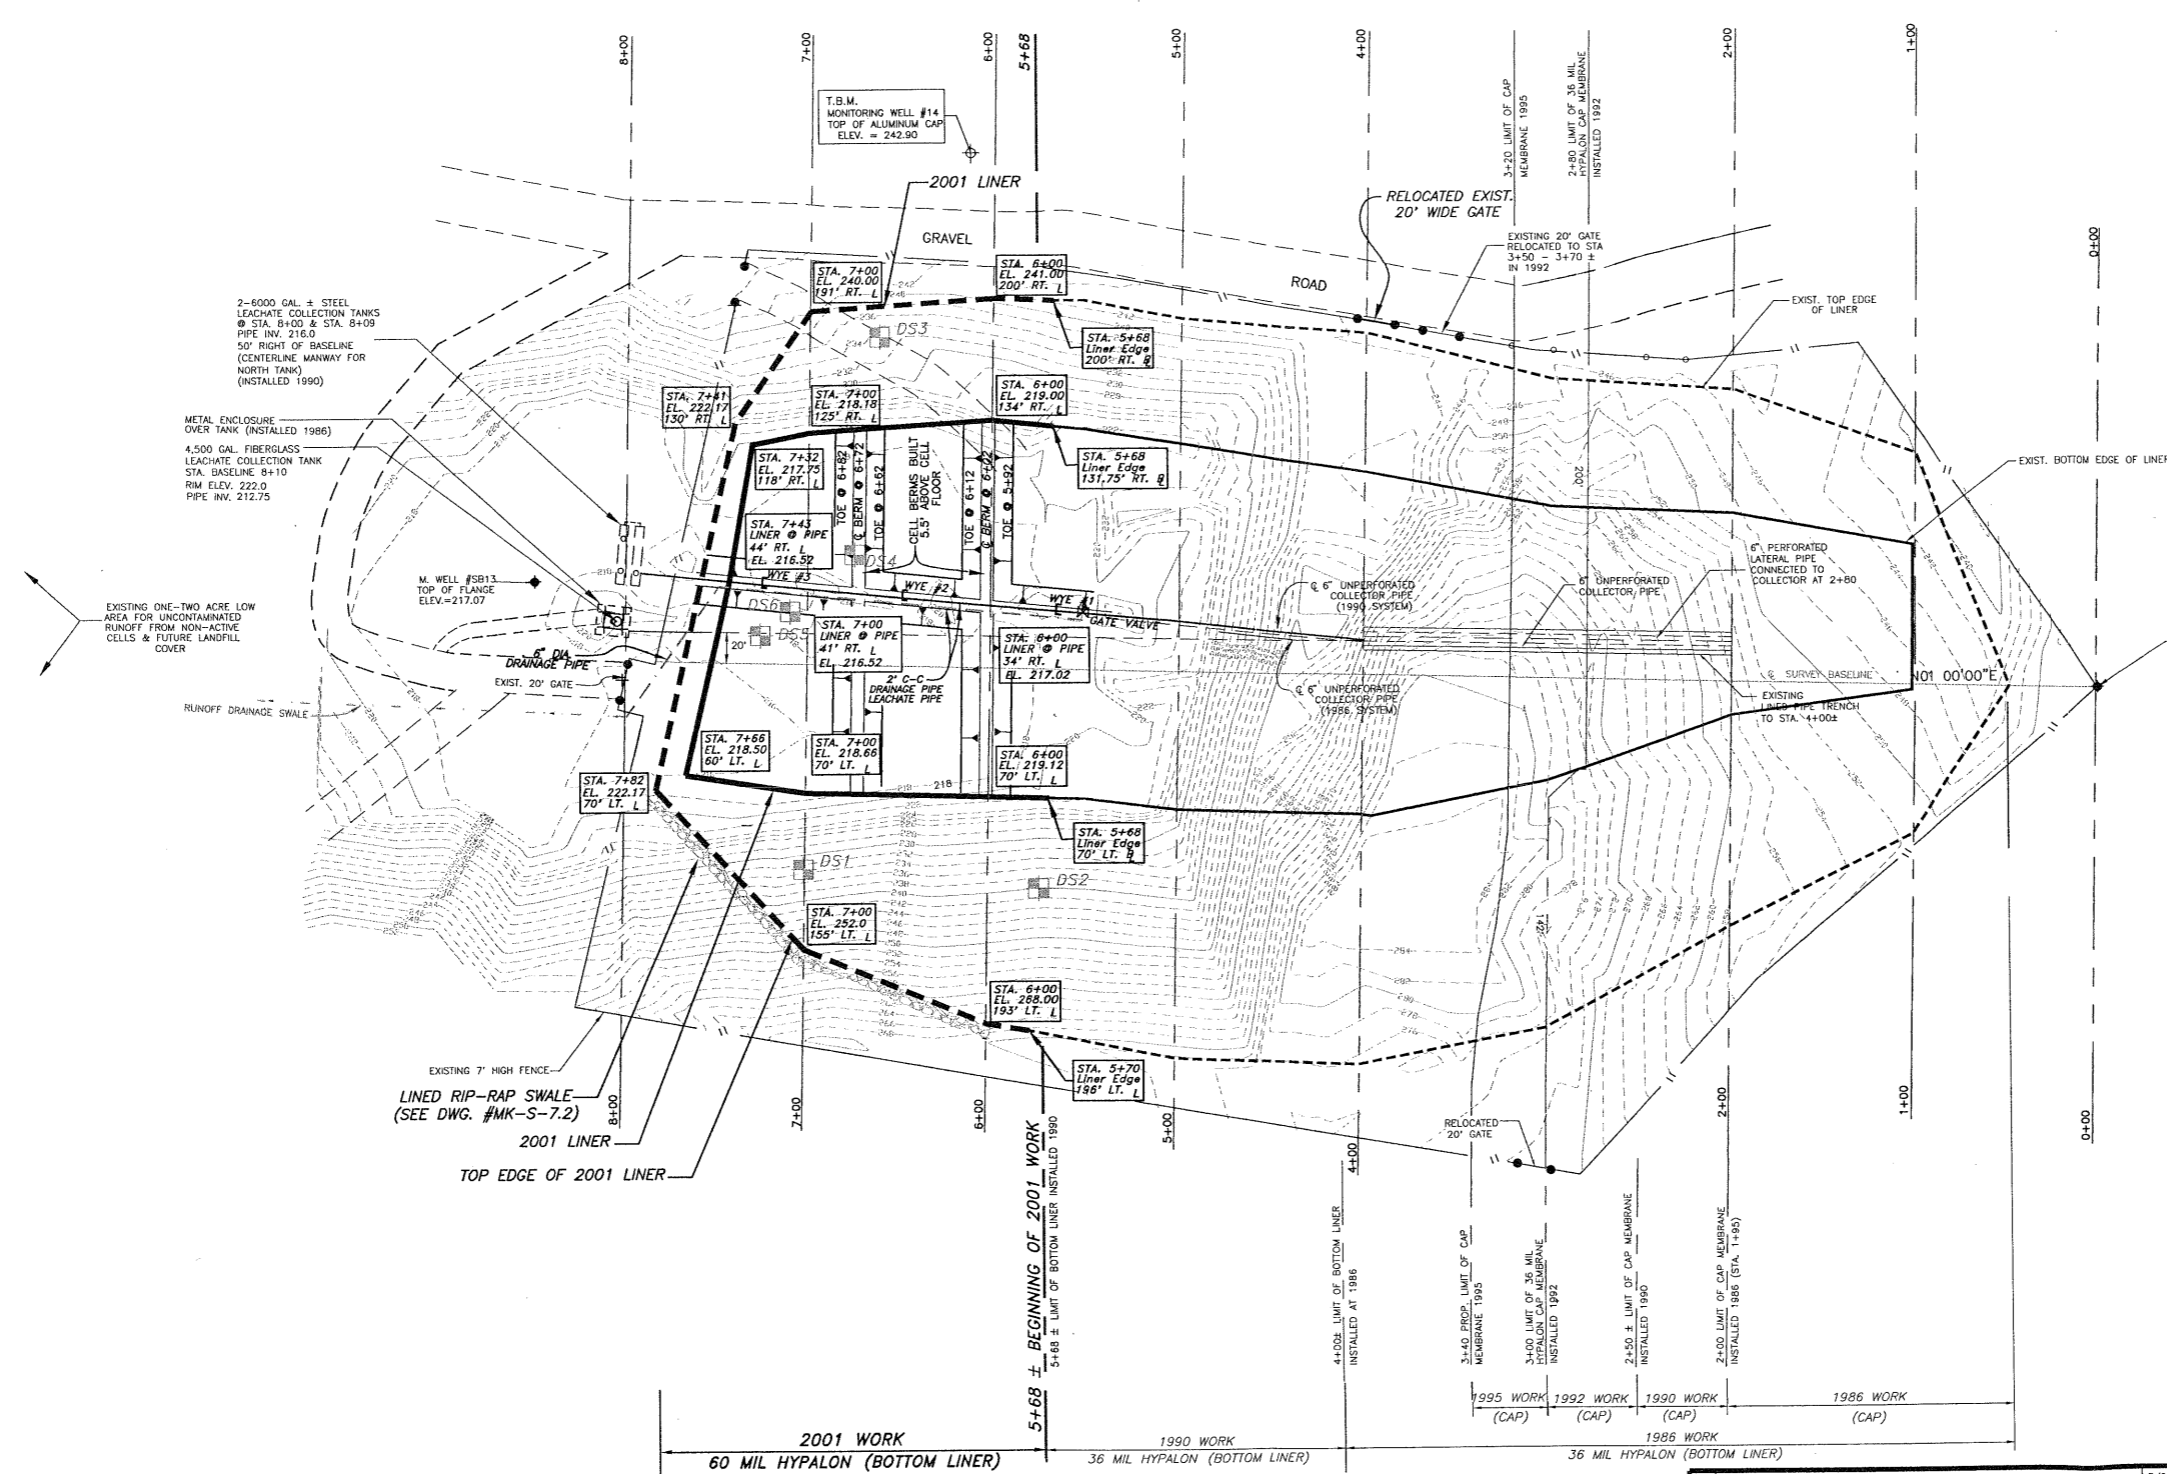 8+00
7+00
6+00
5+68
5+00
4+00
3+20 LIMIT OF CAP
MEMBRANE 1995
2+80 LIMIT OF 36 MIL
HYPALON CAP MEMBRANE
INSTALLED 1992
2+00
1+00
0+00
T.B.M.
MONITORING WELL #14
TOP OF ALUMINUM CAP
ELEV. = 242.90
2001 LINER
GRAVEL
ROAD
RELOCATED EXIST.
20' WIDE GATE
EXISTING 20' GATE
RELOCATED TO STA
3+50 - 3+70 ±
IN 1992
EXIST. TOP EDGE
OF LINER
EXIST. BOTTOM EDGE OF LINER
2-6000 GAL. ± STEEL
LEACHATE COLLECTION TANKS
@ STA. 8+00 & STA. 8+09
PIPE INV. 216.0
50' RIGHT OF BASELINE
(CENTERLINE MANWAY FOR
NORTH TANK)
(INSTALLED 1990)
METAL ENCLOSURE
OVER TANK (INSTALLED 1986)
4,500 GAL. FIBERGLASS
LEACHATE COLLECTION TANK
STA. BASELINE 8+10
RIM ELEV. 222.0
PIPE INV. 212.75
STA. 7+00
EL. 240.00
191' RT. L
STA. 6+00
EL. 241.00
200' RT. L
DS3
STA. 5+68
Liner Edge
200' RT.
STA. 7+41
EL. 222.17
130' RT. L
STA. 7+00
EL. 218.18
125' RT. L
STA. 6+00
EL. 219.00
134' RT. L
STA. 7+32
EL. 217.75
118' RT. L
STA. 5+68
Liner Edge
131.75' RT.
TOE @ 6+82
℄ BERM @ 6+72
TOE @ 6+62
CELL BERMS BUILT
5.5' ABOVE CELL
FLOOR
TOE @ 6+12
℄ BERM @ 6+02
TOE @ 5+92
STA. 7+43
LINER @ PIPE
44' RT. L
EL. 216.52
DS4
WYE #3
WYE #2
WYE #1
GATE VALVE
M. WELL #SB13
TOP OF FLANGE
ELEV.=217.07
EXISTING ONE-TWO ACRE LOW
AREA FOR UNCONTAMINATED
RUNOFF FROM NON-ACTIVE
CELLS & FUTURE LANDFILL
COVER
DS6
DS5
20'
STA. 7+00
LINER @ PIPE
41' RT. L
EL 216.52
STA. 6+00
LINER @ PIPE
34' RT. L
EL. 217.02
2' C-C
DRAINAGE PIPE
LEACHATE PIPE
℄ 6" UNPERFORATED
COLLECTOR PIPE
(1990 SYSTEM)
6" UNPERFORATED
COLLECTOR PIPE
6" PERFORATED
LATERAL PIPE
CONNECTED TO
COLLECTOR AT 2+80
℄ 6" UNPERFORATED
COLLECTOR PIPE
(1986 SYSTEM)
℄ SURVEY BASELINE
N01 00'00"E
EXISTING
LINED PIPE TRENCH
TO STA. 4+00±
6" DIA.
DRAINAGE PIPE
EXIST. 20' GATE
RUNOFF DRAINAGE SWALE
STA. 7+66
EL. 218.50
60' LT. L
STA. 7+00
EL. 218.66
70' LT. L
STA. 6+00
EL. 219.12
70' LT. L
STA. 7+82
EL. 222.17
70' LT. L
218
STA. 5+68
Liner Edge
70' LT.
DS1
DS2
STA. 7+00
EL. 252.0
155' LT. L
STA. 6+00
EL. 268.00
193' LT. L
STA. 5+70
Liner Edge
196' LT. L
200'
142'
EXISTING 7' HIGH FENCE
LINED RIP-RAP SWALE
(SEE DWG. #MK-S-7.2)
2001 LINER
TOP EDGE OF 2001 LINER
RELOCATED
20' GATE
8+00
7+00
6+00
5+00
4+00
2+00
1+00
0+00
5+68 ± BEGINNING OF 2001 WORK
5+68 ± LIMIT OF BOTTOM LINER INSTALLED 1990
4+00± LIMIT OF BOTTOM LINER
INSTALLED AT 1986
3+40 PROP. LIMIT OF CAP
MEMBRANE 1995
3+00 LIMIT OF 36 MIL
HYPALON CAP MEMBRANE
INSTALLED 1992
2+50 ± LIMIT OF CAP MEMBRANE
INSTALLED 1990
2+00 LIMIT OF CAP MEMBRANE
INSTALLED 1986 (STA. 1+95)
1995 WORK
(CAP)
1992 WORK
(CAP)
1990 WORK
(CAP)
1986 WORK
(CAP)
2001 WORK
60 MIL HYPALON (BOTTOM LINER)
1990 WORK
36 MIL HYPALON (BOTTOM LINER)
1986 WORK
36 MIL HYPALON (BOTTOM LINER)